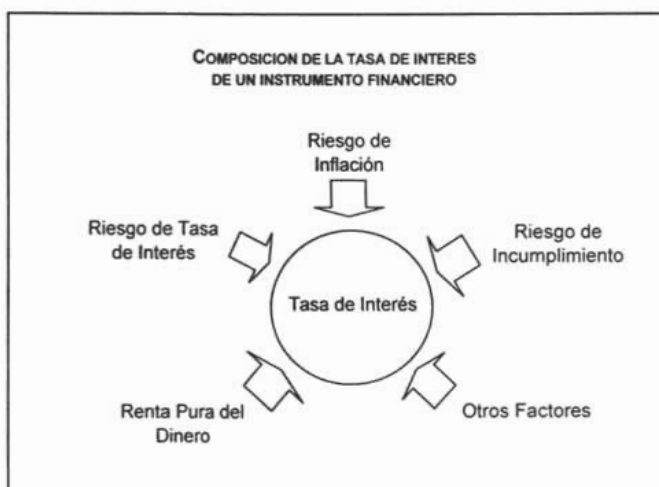 COMPOSICION DE LA TASA DE INTERES
DE UN INSTRUMENTO FINANCIERO
Riesgo de
Inflación
Riesgo de Tasa
de Interés
Riesgo de
Incumplimiento
Tasa de Interés
Renta Pura del
Dinero
Otros Factores